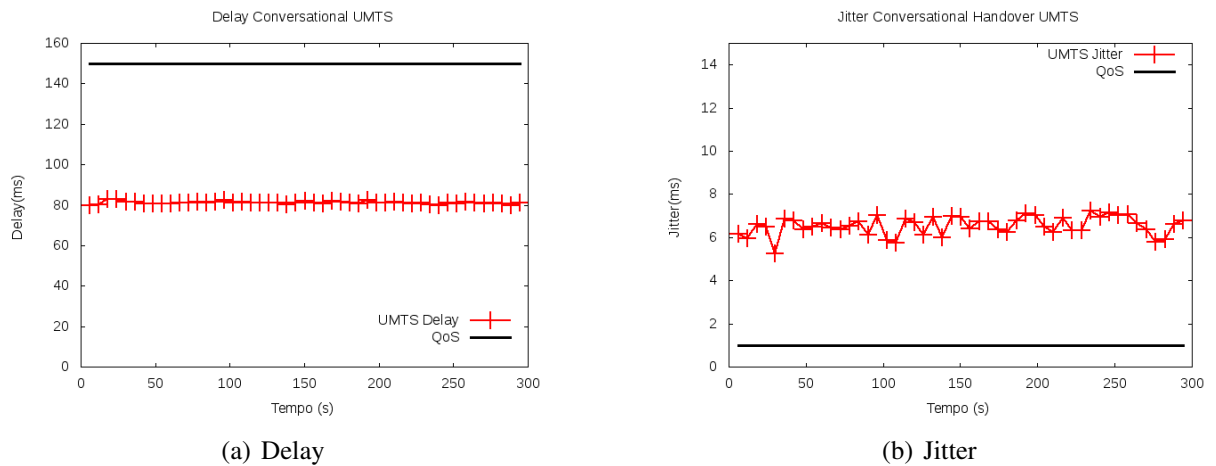 Delay Conversational UMTS
160
140
120
100
80
60
40
20
0
Delay(ms)
UMTS Delay
QoS
0 50 100 150 200 250 300
Tempo (s)
(a) Delay
Jitter Conversational Handover UMTS
14
12
10
8
6
4
2
0
Jitter(ms)
UMTS Jitter
QoS
0 50 100 150 200 250 300
Tempo (s)
(b) Jitter